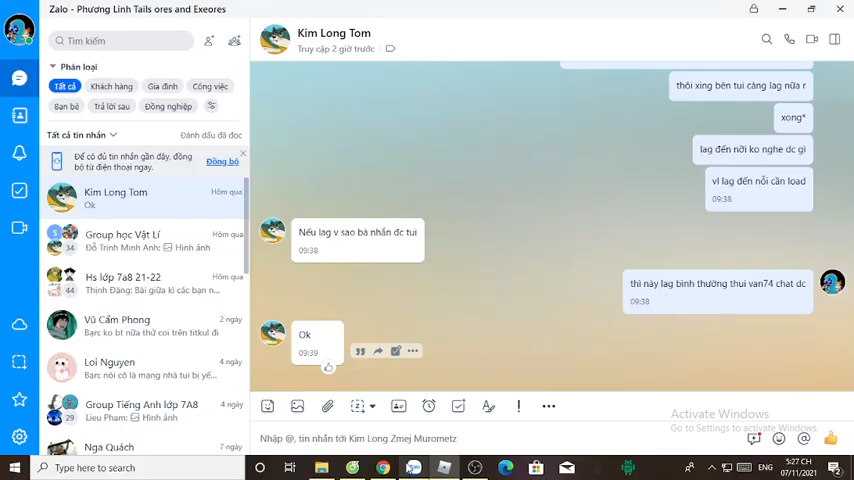 Zalo - Phương Linh Tails ores and Exeores
Tìm kiếm
Phân loại
Tất cả
Khách hàng
Gia đình
Công việc
Bạn bè
Trả lời sau
Đồng nghiệp
Tất cả tin nhắn
Đánh dấu đã đọc
Để có đủ tin nhắn gần đây, đồng
bộ từ điện thoại ngay.
Đồng bộ
Kim Long Tom
Hôm qua
Ok
Group học Vật Lí
Hôm qua
Đỗ Trịnh Minh Anh: Hình ảnh
34
Hs lớp 7a8 21-22
Hôm qua
Thịnh Đặng: Bài giữa kì các bạn n...
44
Vũ Cẩm Phong
2 ngày
Bạn: ko bt nữa thử coi trên titkul đi
Loi Nguyen
4 ngày
Bạn: nói cô là mạng nhà tui bị yế...
Group Tiếng Anh lớp 7A8
4 ngày
Lieu Pham: Hình ảnh
29
Nga Quách
7 ngày
Kim Long Tom
Truy cập 2 giờ trước
thôi xing bên tui càng lag nữa r
xong*
lag đến nỡi ko nghe dc gì
vl lag đến nỗi cần load
09:38
Nếu lag v sao bà nhắn đc tui
09:38
thì này lag bình thường thui van74 chat dc
09:38
Ok
09:39
Nhập @, tin nhắn tới Kim Long Zmej Murometz
Activate Windows
Go to Settings to activate Windows.
Type here to search
ENG
5:27 CH
07/11/2021
2